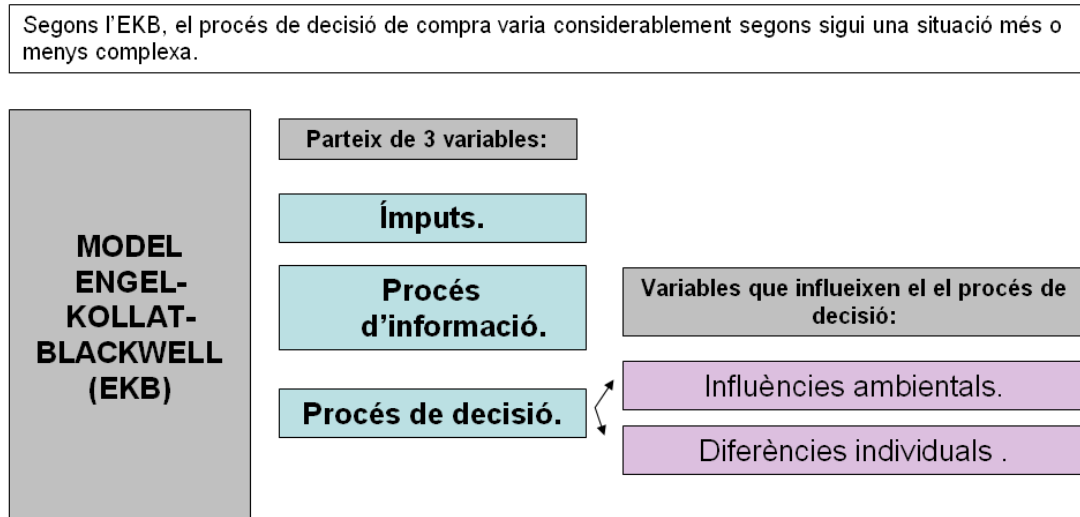 Segons l'EKB, el procés de decisió de compra varia considerablement segons sigui una situació més o
menys complexa.
MODEL
ENGEL-
KOLLAT-
BLACKWELL
(EKB)
Parteix de 3 variables:
Ímputs.
Procés
d'informació.
Procés de decisió.
Variables que influeixen el el procés de
decisió:
Influències ambientals.
Diferències individuals .